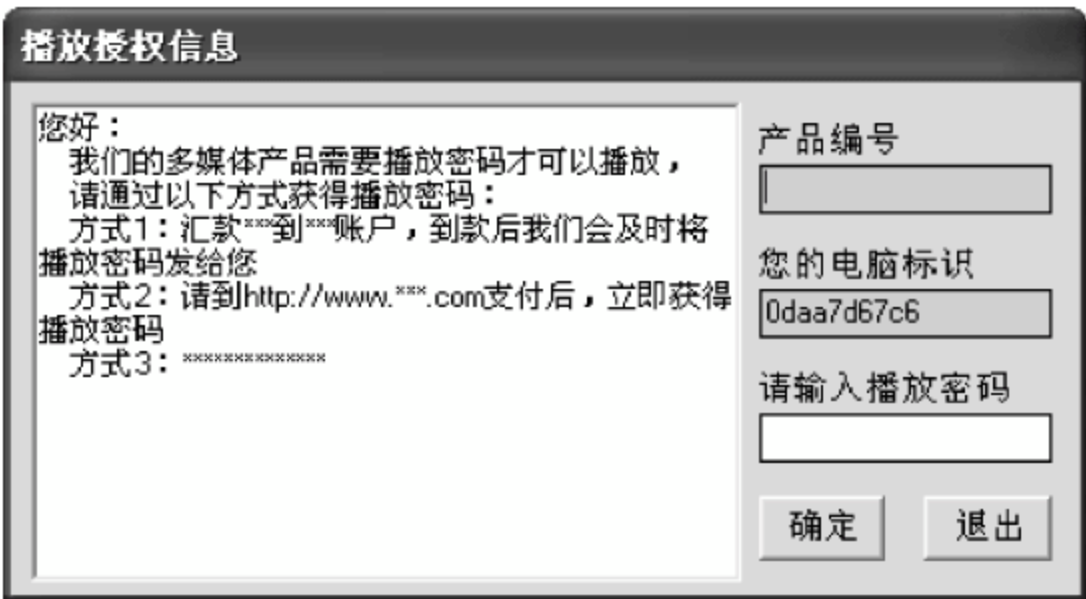 播放授权信息
您好：
我们的多媒体产品需要播放密码才可以播放，
请通过以下方式获得播放密码：
方式1：汇款***到***账户，到款后我们会及时将
播放密码发给您
方式2：请到http://www.***.com支付后，立即获得
播放密码
方式3：**************
产品编号
您的电脑标识
0daa7d67c6
请输入播放密码
确定
退出